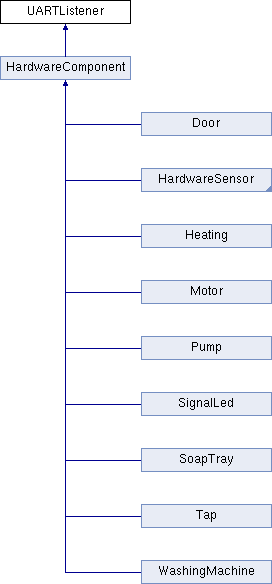 UARTListener
HardwareComponent
Door
HardwareSensor
Heating
Motor
Pump
SignalLed
SoapTray
Tap
WashingMachine